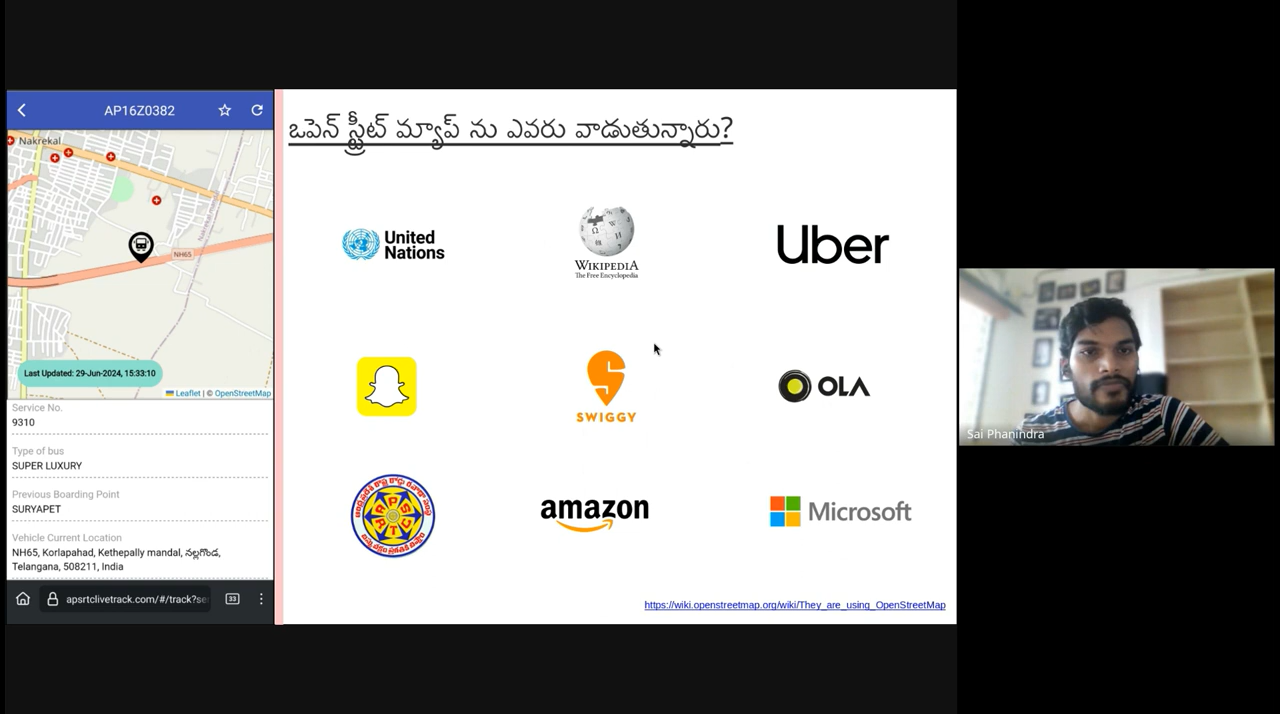 AP16Z0382
Nakrekal
NH65
Last Updated: 29-Jun-2024, 15:33:10
Leaflet | © OpenStreetMap
Service No.
9310
Type of bus
SUPER LUXURY
Previous Boarding Point
SURYAPET
Vehicle Current Location
NH65, Korlapahad, Kethepally mandal, నల్లగొండ,
Telangana, 508211, India
apsrtclivetrack.com/#/track?se
33
ఒపెన్ స్ట్రీట్ మ్యాప్ ను ఎవరు వాడుతున్నారు?
United
Nations
WIKIPEDIA
The Free Encyclopedia
Uber
SWIGGY
OLA
APSRTC
amazon
Microsoft
https://wiki.openstreetmap.org/wiki/They_are_using_OpenStreetMap
Sai Phanindra